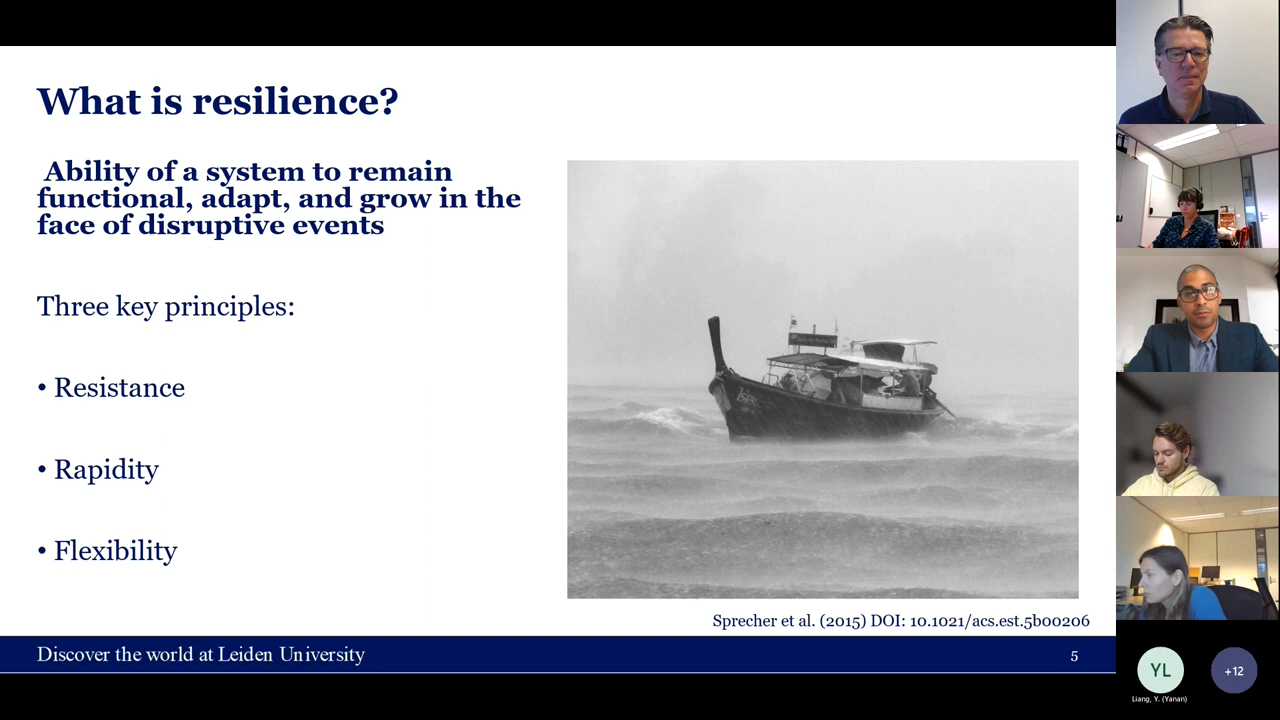 What is resilience?
Ability of a system to remain
functional, adapt, and grow in the
face of disruptive events
Three key principles:
• Resistance
• Rapidity
• Flexibility
Sprecher et al. (2015) DOI: 10.1021/acs.est.5b00206
Discover the world at Leiden University
5
YL
+12
Liang, Y. (Yanan)